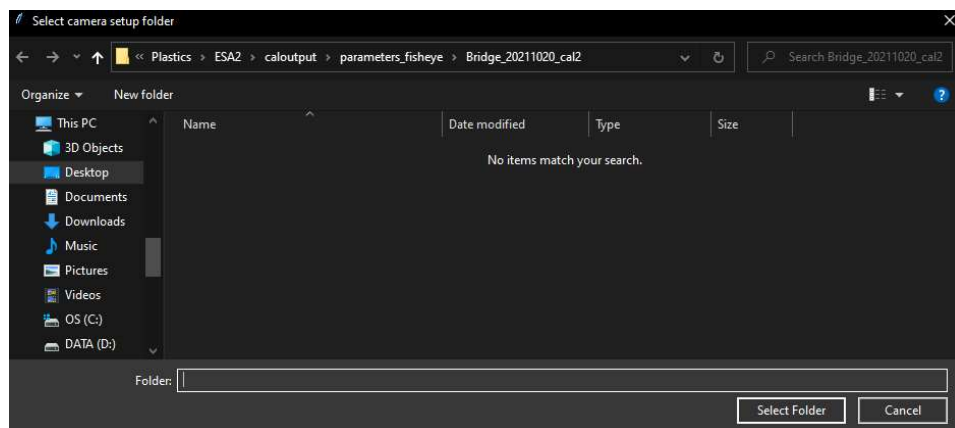 Select camera setup folder
« Plastics › ESA2 › caloutput › parameters_fisheye › Bridge_20211020_cal2
Search Bridge_20211020_cal2
Organize New folder
This PC
3D Objects
Desktop
Documents
Downloads
Music
Pictures
Videos
OS (C:)
DATA (D:)
Name Date modified Type Size
No items match your search.
Folder:
Select Folder Cancel